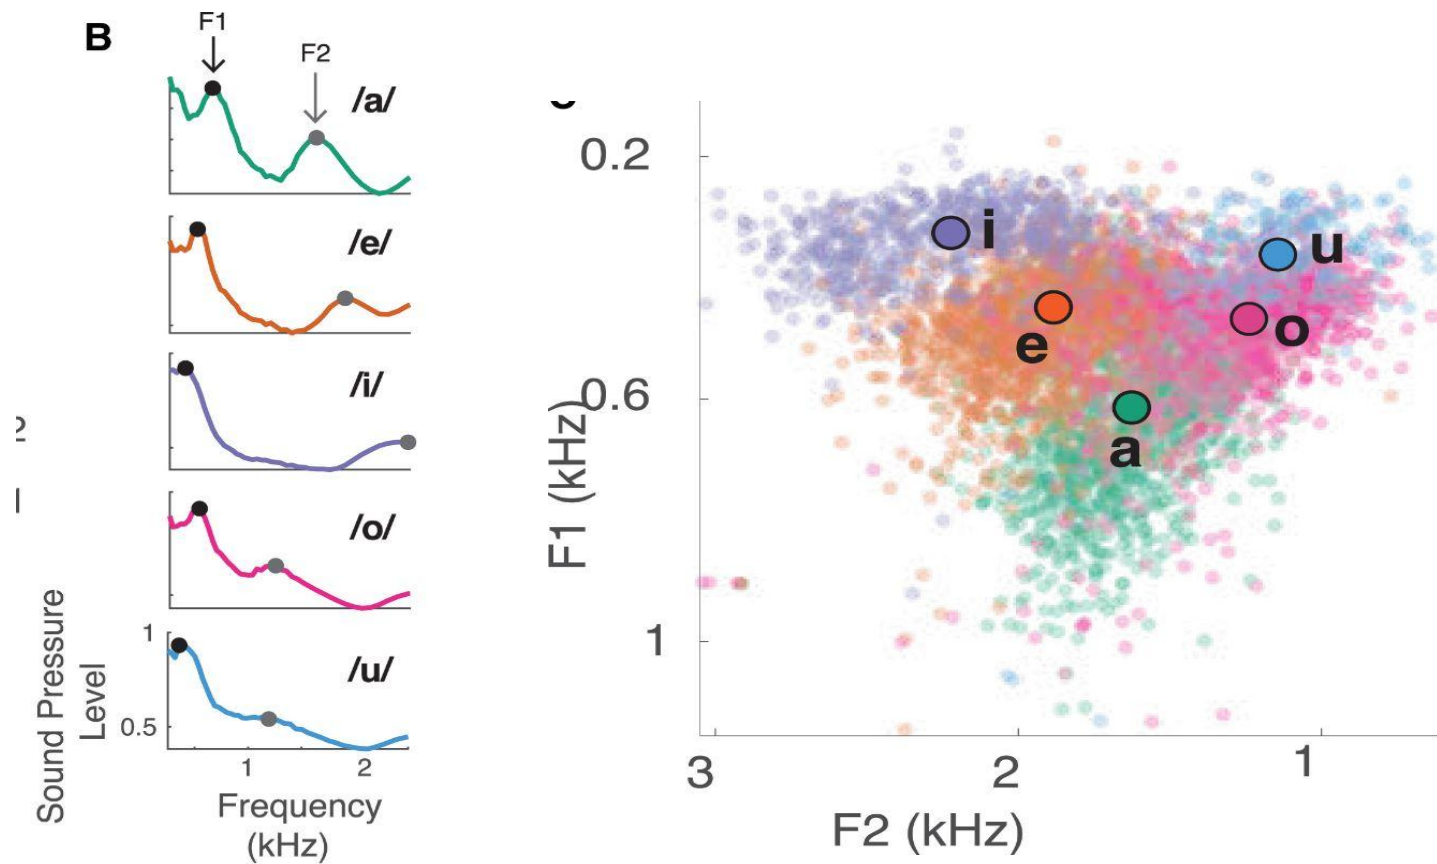 B
F1
F2
/a/
/e/
/i/
/o/
/u/
Sound Pressure
Level
1
0.5
1
2
Frequency
(kHz)
0.2
0.6
1
F1 (kHz)
i
u
e
o
a
3
2
1
F2 (kHz)